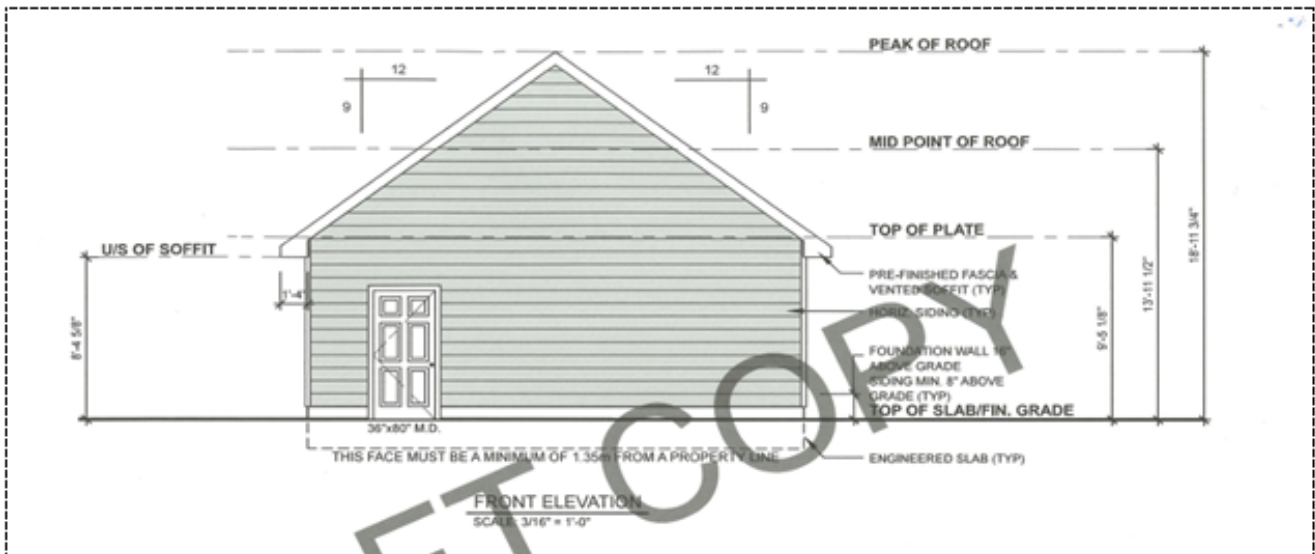 PEAK OF ROOF
12
12
9
9
MID POINT OF ROOF
18'-11 3/4"
TOP OF PLATE
U/S OF SOFFIT
PRE-FINISHED FASCIA &
VENTED SOFFIT (TYP)
13'-11 1/2"
1'-4"
HORIZ. SIDING (TYP)
8'-4 5/8"
9'-5 1/8"
FOUNDATION WALL 16"
ABOVE GRADE
SIDING MIN. 8" ABOVE
GRADE (TYP)
TOP OF SLAB/FIN. GRADE
36"x80" M.D.
THIS FACE MUST BE A MINIMUM OF 1.35m FROM A PROPERTY LINE
ENGINEERED SLAB (TYP)
FRONT ELEVATION
SCALE: 3/16" = 1'-0"
FT COPY